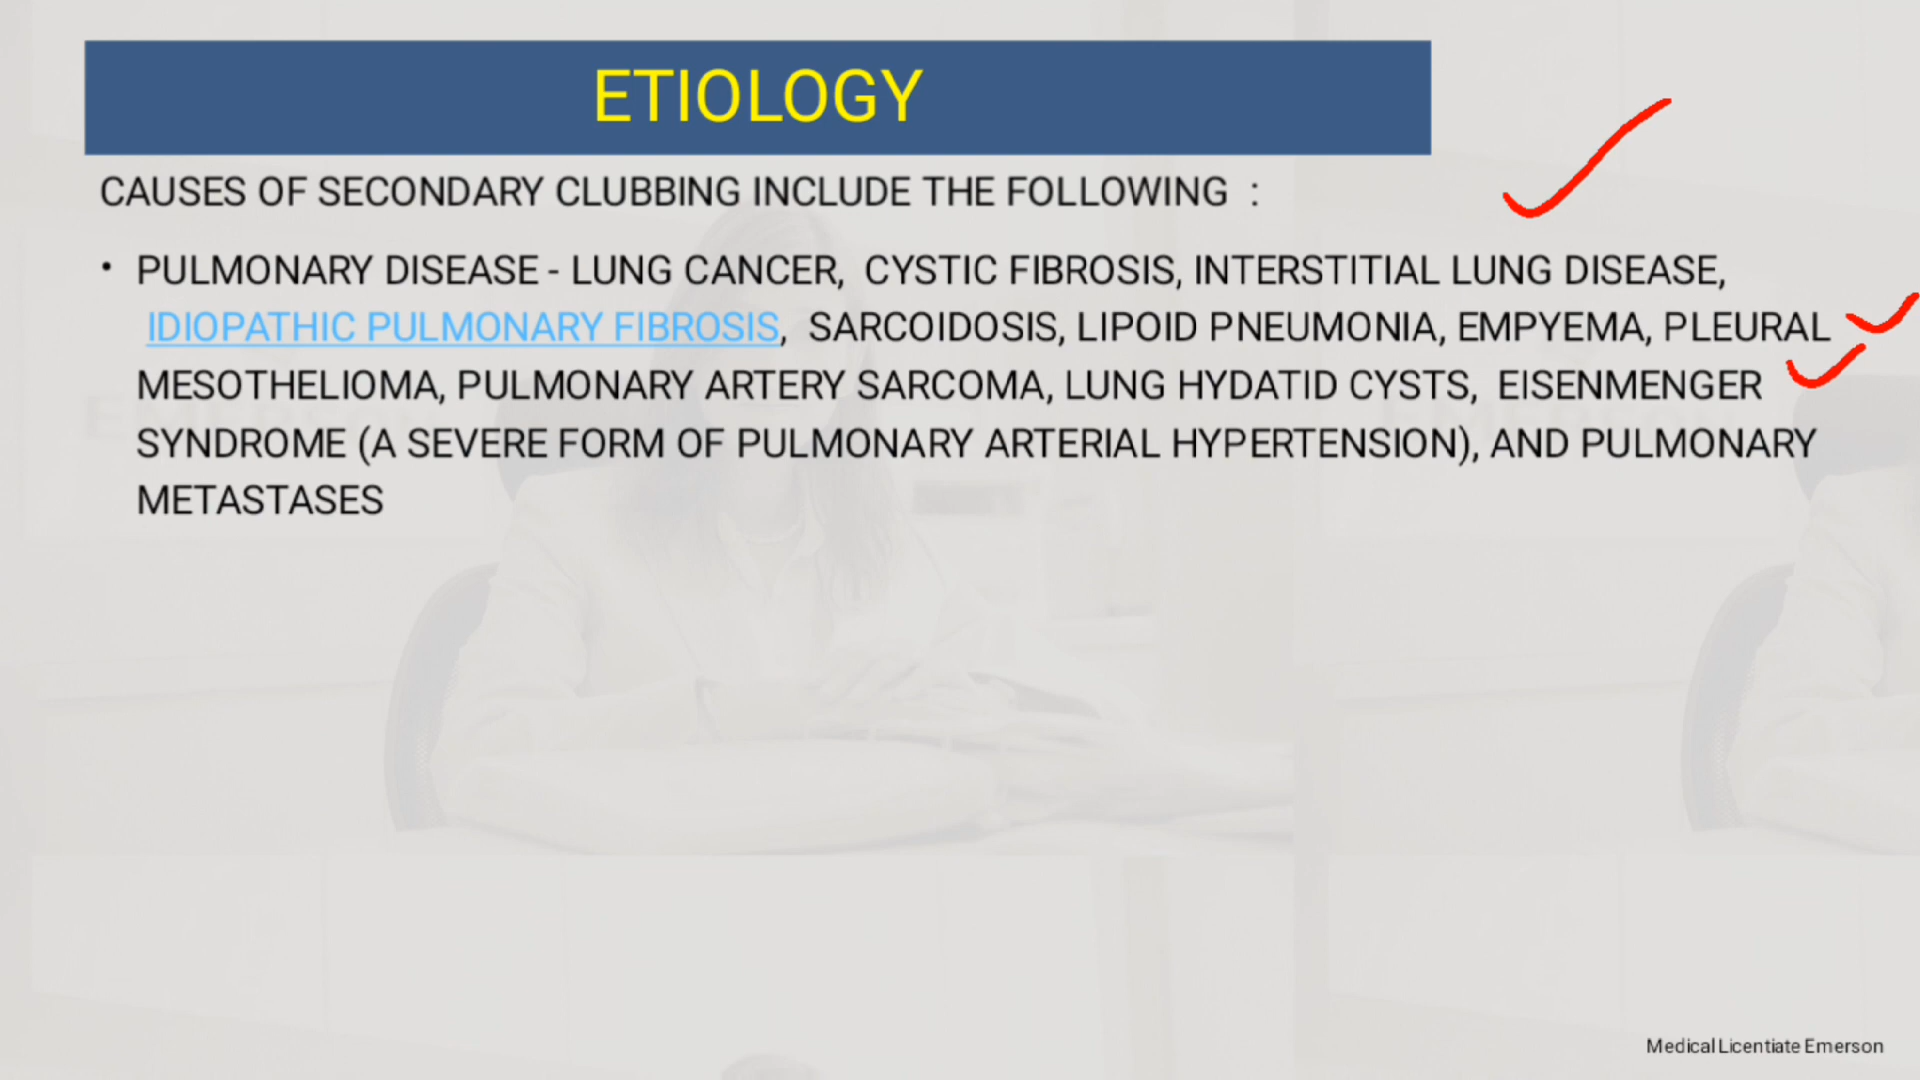 ETIOLOGY
CAUSES OF SECONDARY CLUBBING INCLUDE THE FOLLOWING :
• PULMONARY DISEASE - LUNG CANCER, CYSTIC FIBROSIS, INTERSTITIAL LUNG DISEASE,
IDIOPATHIC PULMONARY FIBROSIS, SARCOIDOSIS, LIPOID PNEUMONIA, EMPYEMA, PLEURAL
MESOTHELIOMA, PULMONARY ARTERY SARCOMA, LUNG HYDATID CYSTS, EISENMENGER
SYNDROME (A SEVERE FORM OF PULMONARY ARTERIAL HYPERTENSION), AND PULMONARY
METASTASES
Medical Licentiate Emerson